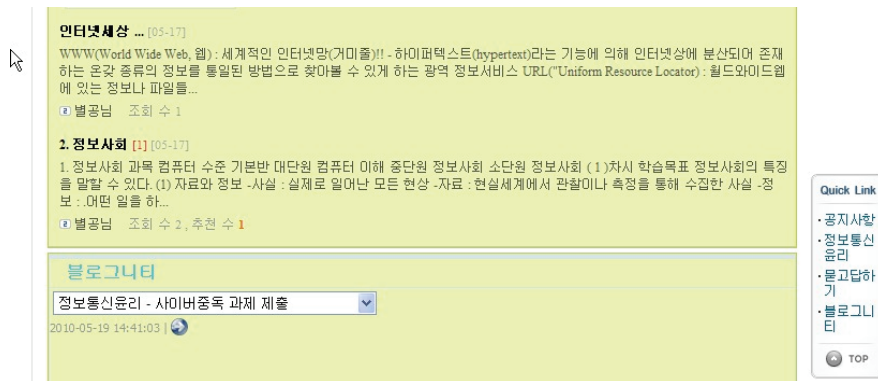 인터넷세상 ... [05-17]
WWW(World Wide Web, 웹) : 세계적인 인터넷망(거미줄)!! - 하이퍼텍스트(hypertext)라는 기능에 의해 인터넷상에 분산되어 존재
하는 온갖 종류의 정보를 통일된 방법으로 찾아볼 수 있게 하는 광역 정보서비스 URL("Uniform Resource Locator) : 월드와이드웹
에 있는 정보나 파일들...
별공님 조회 수 1
2. 정보사회 [1] [05-17]
1. 정보사회 과목 컴퓨터 수준 기본반 대단원 컴퓨터 이해 중단원 정보사회 소단원 정보사회 ( 1 )차시 학습목표 정보사회의 특징
을 말할 수 있다. (1) 자료와 정보 -사실 : 실제로 일어난 모든 현상 -자료 : 현실세계에서 관찰이나 측정을 통해 수집한 사실 -정
보 : .어떤 일을 하...
별공님 조회 수 2 , 추천 수 1
블로그니티
정보통신윤리 - 사이버중독 과제 제출
2010-05-19 14:41:03 |
Quick Link
·공지사항
·정보통신
윤리
·묻고답하
기
·블로그니
티
TOP